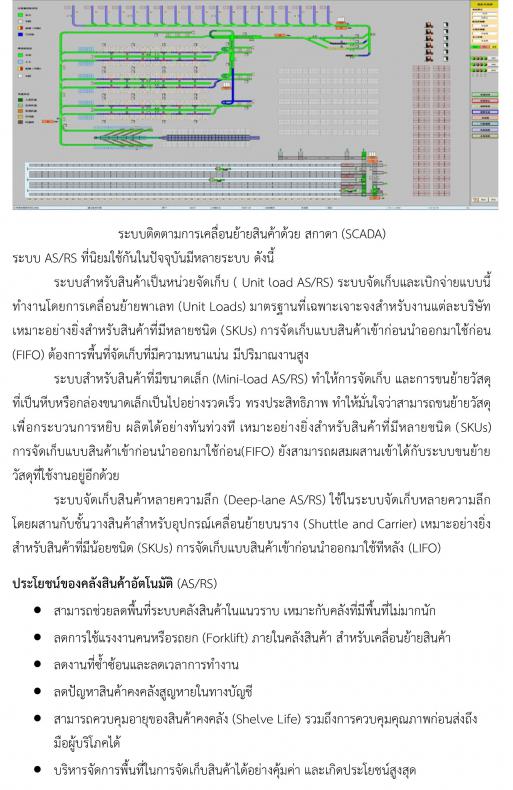 ระบบติดตามการเคลื่อนย้ายสินค้าด้วย สกาดา (SCADA)
ระบบ AS/RS ที่นิยมใช้กันในปัจจุบันมีหลายระบบ ดังนี้
ระบบสำหรับสินค้าเป็นหน่วยจัดเก็บ ( Unit load AS/RS) ระบบจัดเก็บและเบิกจ่ายแบบนี้
ทำงานโดยการเคลื่อนย้ายพาเลท (Unit Loads) มาตรฐานที่เฉพาะเจาะจงสำหรับงานแต่ละบริษัท
เหมาะอย่างยิ่งสำหรับสินค้าที่มีหลายชนิด (SKUs) การจัดเก็บแบบสินค้าเข้าก่อนนำออกมาใช้ก่อน
(FIFO) ต้องการพื้นที่จัดเก็บที่มีความหนาแน่น มีปริมาณงานสูง
ระบบสำหรับสินค้าที่มีขนาดเล็ก (Mini-load AS/RS) ทำให้การจัดเก็บ และการขนย้ายวัสดุ
ที่เป็นหีบหรือกล่องขนาดเล็กเป็นไปอย่างรวดเร็ว ทรงประสิทธิภาพ ทำให้มั่นใจว่าสามารถขนย้ายวัสดุ
เพื่อกระบวนการหยิบ ผลิตได้อย่างทันท่วงที เหมาะอย่างยิ่งสำหรับสินค้าที่มีหลายชนิด (SKUs)
การจัดเก็บแบบสินค้าเข้าก่อนนำออกมาใช้ก่อน(FIFO) ยังสามารถผสมผสานเข้าได้กับระบบขนย้าย
วัสดุที่ใช้งานอยู่อีกด้วย
ระบบจัดเก็บสินค้าหลายความลึก (Deep-lane AS/RS) ใช้ในระบบจัดเก็บหลายความลึก
โดยผสานกับชั้นวางสินค้าสำหรับอุปกรณ์เคลื่อนย้ายบนราง (Shuttle and Carrier) เหมาะอย่างยิ่ง
สำหรับสินค้าที่มีน้อยชนิด (SKUs) การจัดเก็บแบบสินค้าเข้าก่อนนำออกมาใช้ทีหลัง (LIFO)
ประโยชน์ของคลังสินค้าอัตโนมัติ (AS/RS)
● สามารถช่วยลดพื้นที่ระบบคลังสินค้าในแนวราบ เหมาะกับคลังที่มีพื้นที่ไม่มากนัก
● ลดการใช้แรงงานคนหรือรถยก (Forklift) ภายในคลังสินค้า สำหรับเคลื่อนย้ายสินค้า
● ลดงานที่ซ้ำซ้อนและลดเวลาการทำงาน
● ลดปัญหาสินค้าคงคลังสูญหายในทางบัญชี
● สามารถควบคุมอายุของสินค้าคงคลัง (Shelve Life) รวมถึงการควบคุมคุณภาพก่อนส่งถึง
มือผู้บริโภคได้
● บริหารจัดการพื้นที่ในการจัดเก็บสินค้าได้อย่างคุ้มค่า และเกิดประโยชน์สูงสุด